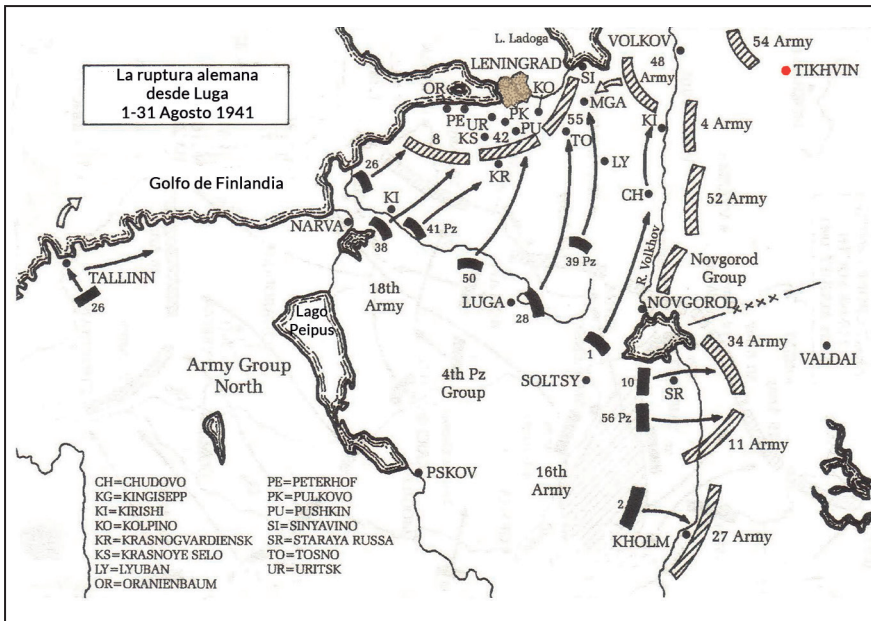 La ruptura alemana
desde Luga
1-31 Agosto 1941
L. Ladoga
LENINGRAD
VOLKOV
54 Army
TIKHVIN
48
Army
SI
MGA
OR
KO
PE
UR
PK
KS
42
PU
55
TO
KI
4 Army
8
26
KR
LY
Golfo de Finlandia
KI
CH
52 Army
NARVA
38
41 Pz
39 Pz
R. Volkhov
Novgorod
Group
TALLINN
26
18th
Army
50
LUGA
28
NOVGOROD
xxxx
Lago
Peipus
1
34 Army
VALDAI
Army Group
North
4th Pz
Group
SOLTSY
10
SR
56 Pz
11 Army
PSKOV
16th
Army
2
KHOLM
27 Army
CH=CHUDOVO
KG=KINGISEPP
KI=KIRISHI
KO=KOLPINO
KR=KRASNOGVARDIENSK
KS=KRASNOYE SELO
LY=LYUBAN
OR=ORANIENBAUM
PE=PETERHOF
PK=PULKOVO
PU=PUSHKIN
SI=SINYAVINO
SR=STARAYA RUSSA
TO=TOSNO
UR=URITSK